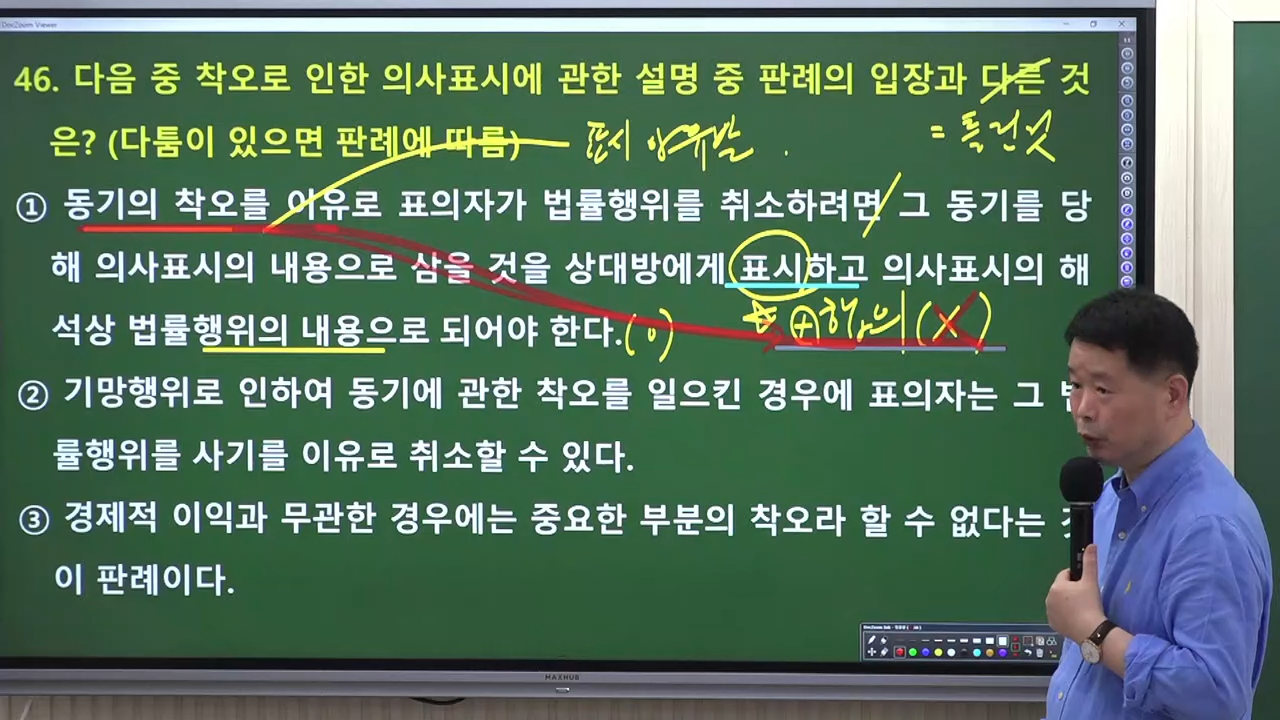 DocZoom Viewer
46. 다음 중 착오로 인한 의사표시에 관한 설명 중 판례의 입장과 다른 것
은? (다툼이 있으면 판례에 따름)
표시
= 틀린것
① 동기의 착오를 이유로 표의자가 법률행위를 취소하려면 그 동기를 당
해 의사표시의 내용으로 삼을 것을 상대방에게 표시하고 의사표시의 해
석상 법률행위의 내용으로 되어야 한다. (o)
(X)
② 기망행위로 인하여 동기에 관한 착오를 일으킨 경우에 표의자는 그
률행위를 사기를 이유로 취소할 수 있다.
③ 경제적 이익과 무관한 경우에는 중요한 부분의 착오라 할 수 없다는
이 판례이다.
MAXHUB